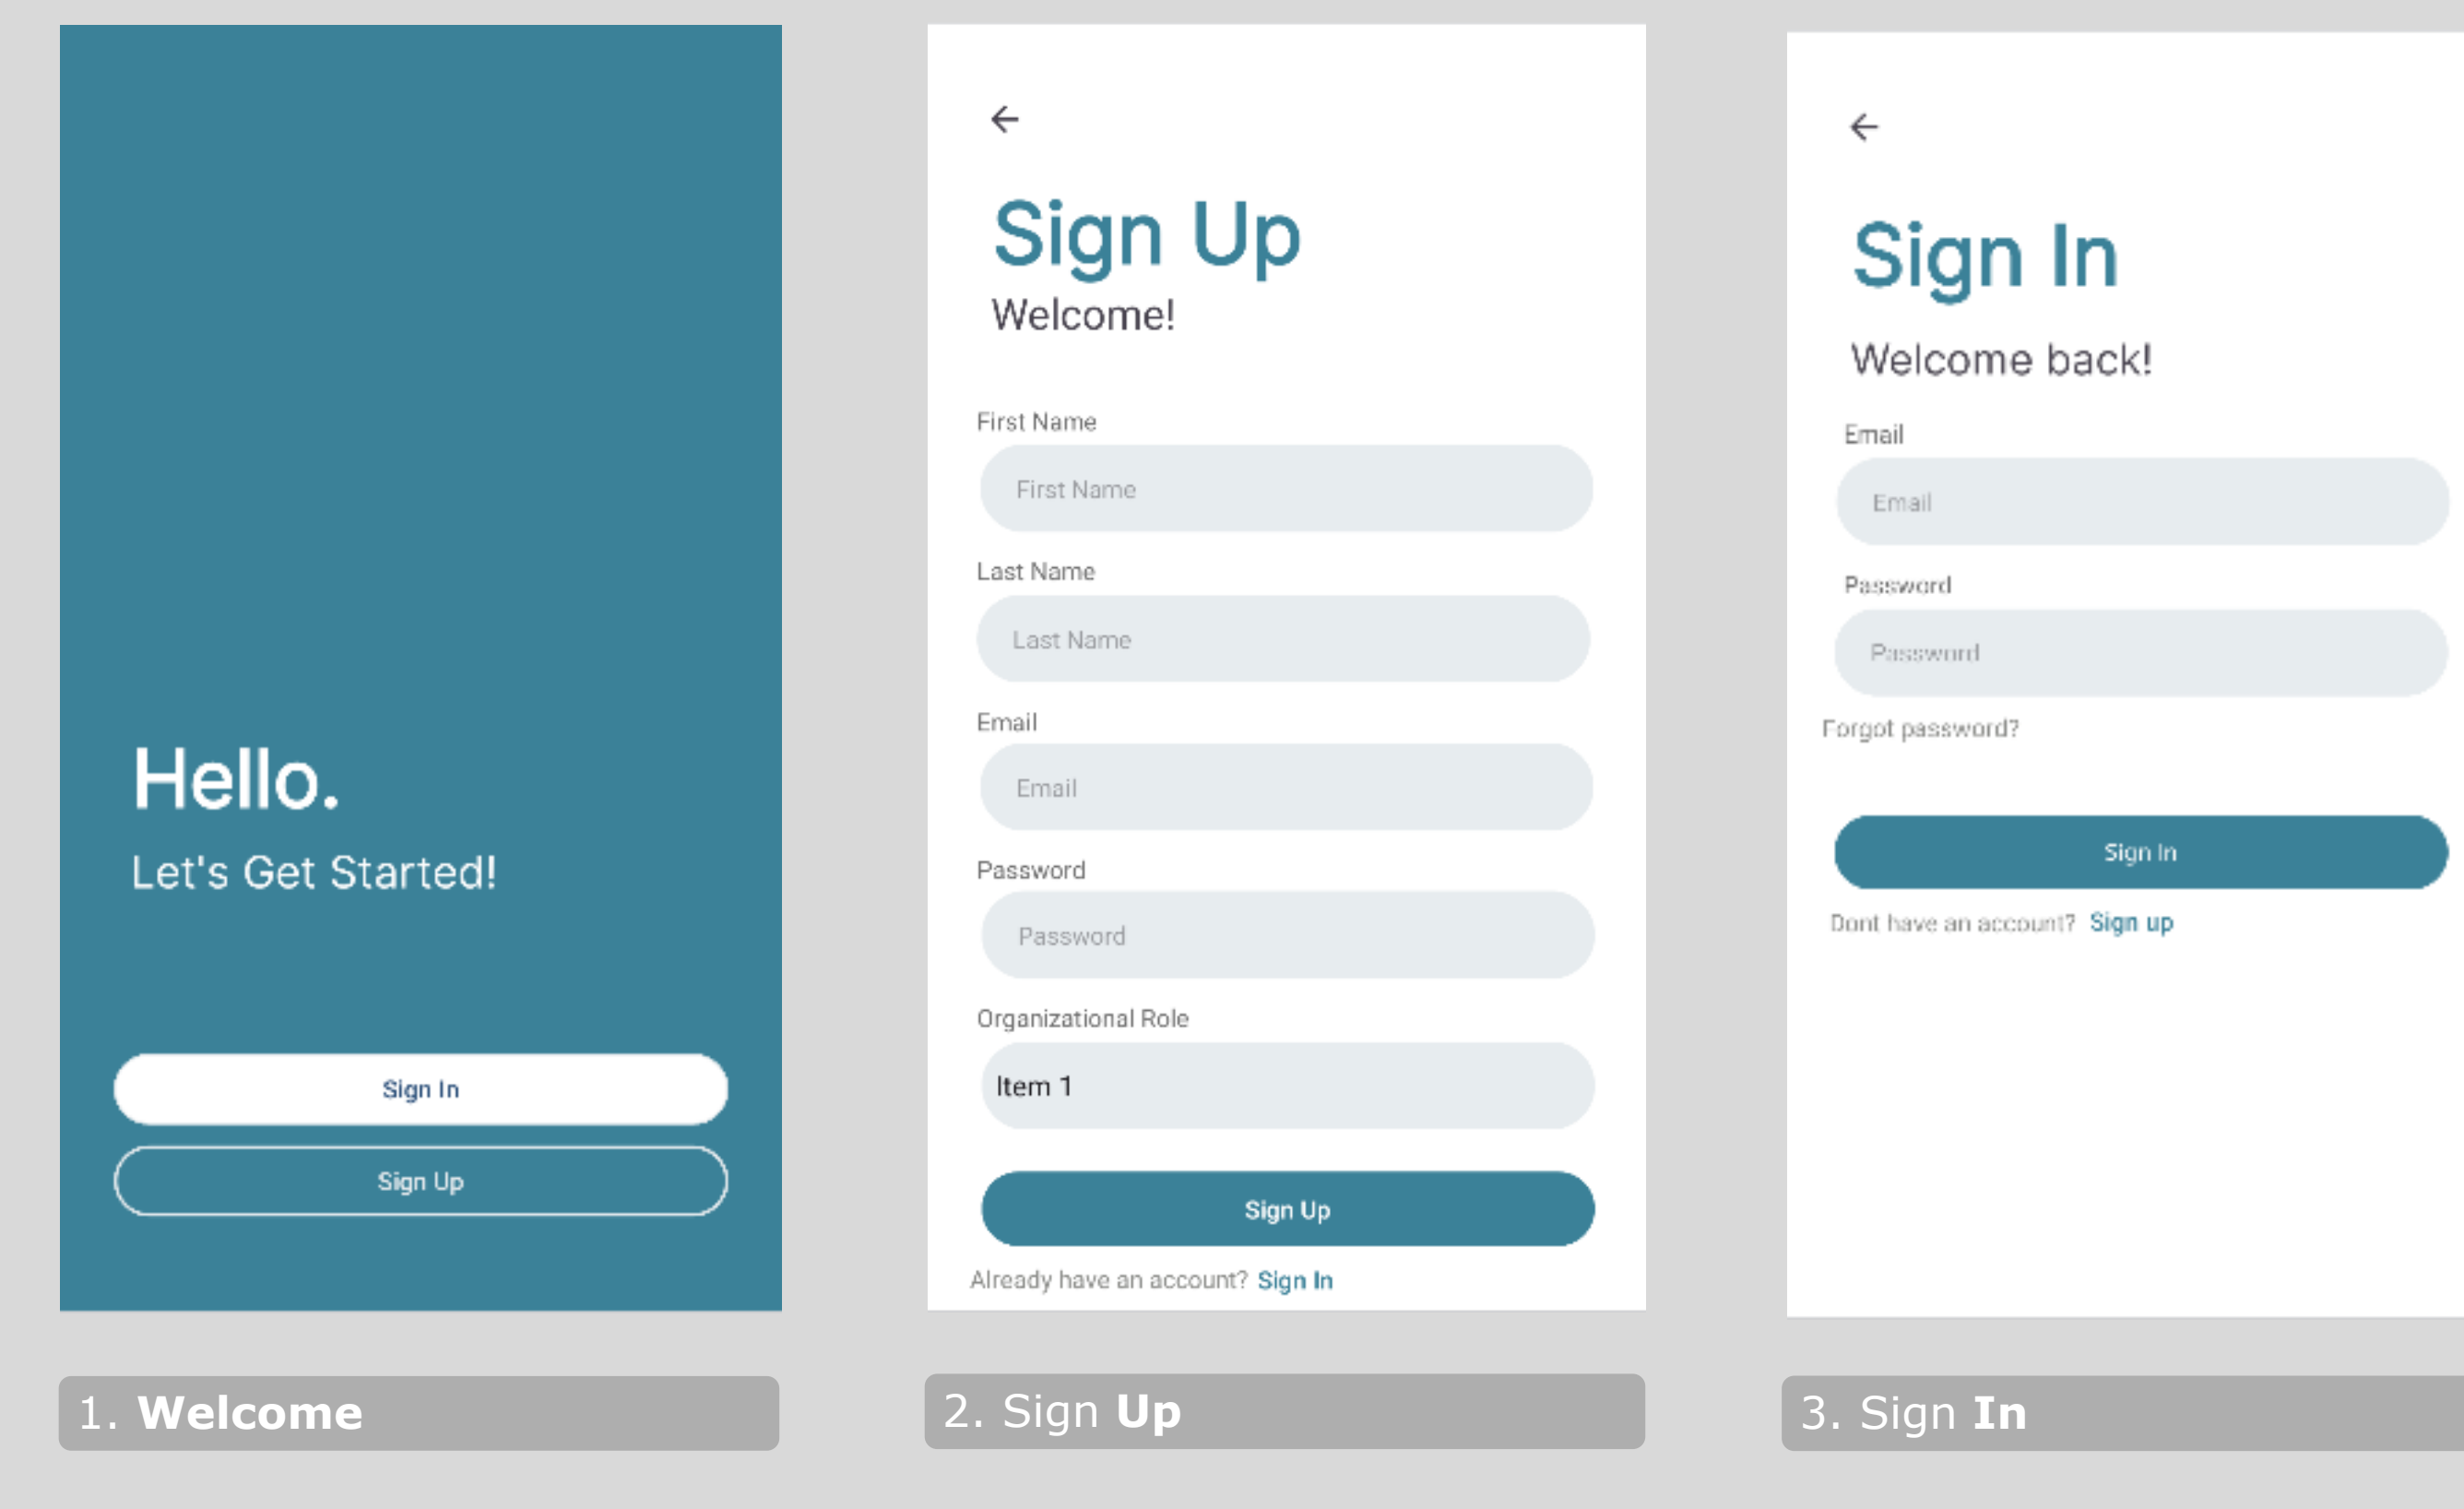 Hello.
Let's Get Started!
Sign In
Sign Up
1. Welcome
Sign Up
Welcome!
First Name
First Name
Last Name
Last Name
Email
Email
Password
Password
Organizational Role
Item 1
Sign Up
Already have an account? Sign In
2. Sign Up
Sign In
Welcome back!
Email
Email
Password
Password
Forgot password?
Sign In
Dont have an account? Sign up
3. Sign In